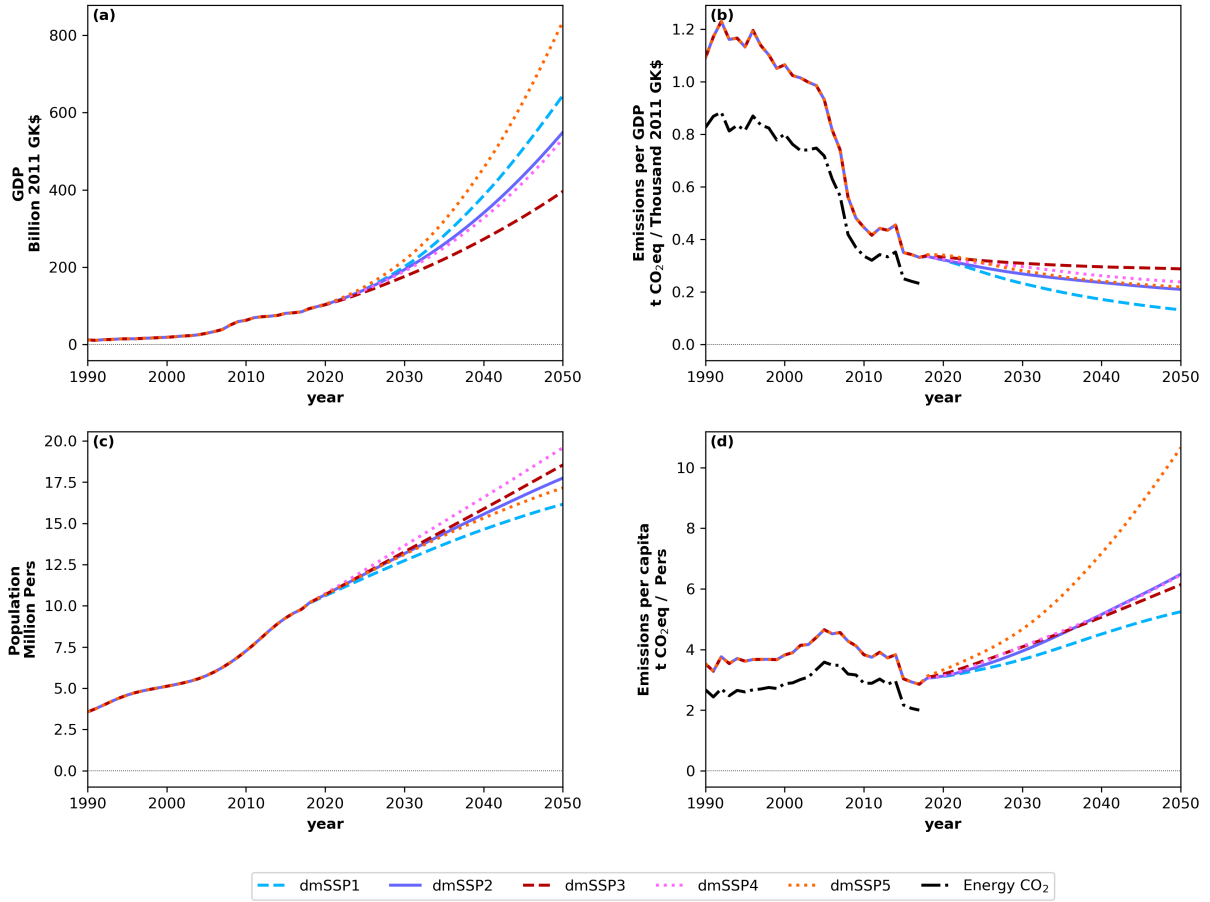 (a)
GDP
Billion 2011 GK$
800
600
400
200
0
1990 2000 2010 2020 2030 2040 2050
year
(b)
Emissions per GDP
t CO₂eq / Thousand 2011 GK$
1.2
1.0
0.8
0.6
0.4
0.2
0.0
1990 2000 2010 2020 2030 2040 2050
year
(c)
Population
Million Pers
20.0
17.5
15.0
12.5
10.0
7.5
5.0
2.5
0.0
1990 2000 2010 2020 2030 2040 2050
year
(d)
Emissions per capita
t CO₂eq / Pers
10
8
6
4
2
0
1990 2000 2010 2020 2030 2040 2050
year
dmSSP1 dmSSP2 dmSSP3 dmSSP4 dmSSP5 Energy CO₂